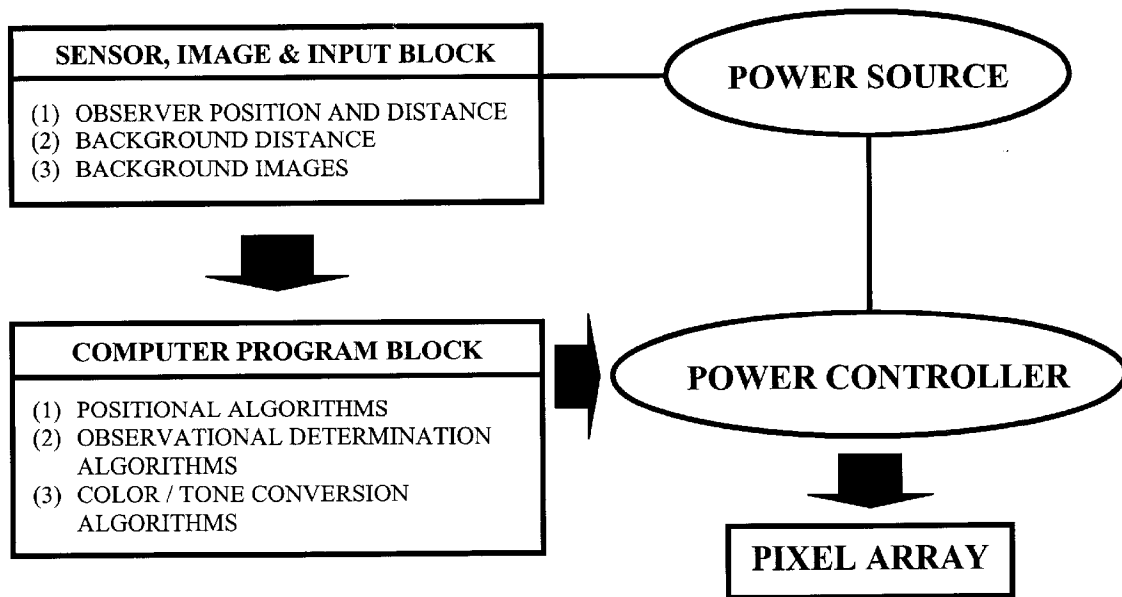 SENSOR, IMAGE & INPUT BLOCK
(1) OBSERVER POSITION AND DISTANCE
(2) BACKGROUND DISTANCE
(3) BACKGROUND IMAGES
POWER SOURCE
COMPUTER PROGRAM BLOCK
(1) POSITIONAL ALGORITHMS
(2) OBSERVATIONAL DETERMINATION
ALGORITHMS
(3) COLOR / TONE CONVERSION
ALGORITHMS
POWER CONTROLLER
PIXEL ARRAY